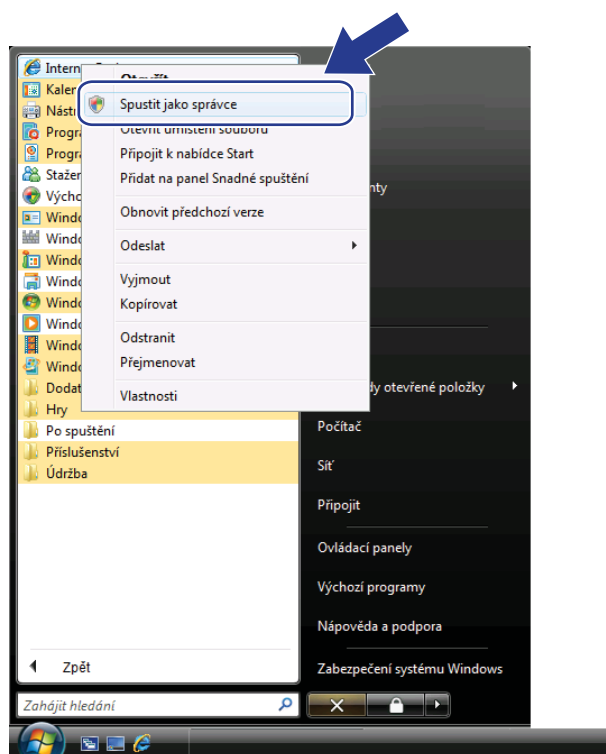 Intern
Kaler
Nástr
Progra
Progra
Stažer
Výcho
Windo
Windo
Windo
Windo
Windo
Windo
Windo
Windo
Dodat
Hry
Po spuštění
Příslušenství
Údržba
Zpět
Zahájit hledání
Otevřít
Spustit jako správce
Otevřít umístění souboru
Připojit k nabídce Start
Přidat na panel Snadné spuštění
Obnovit předchozí verze
Odeslat
Vyjmout
Kopírovat
Odstranit
Přejmenovat
Vlastnosti
nty
dy otevřené položky
Počítač
Síť
Připojit
Ovládací panely
Výchozí programy
Nápověda a podpora
Zabezpečení systému Windows